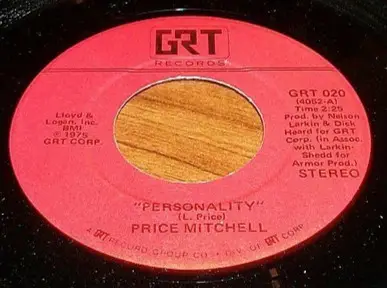 GRT
RECORDS
Lloyd &
Logan, Inc.
BMI
℗ 1975
GRT CORP.
GRT 020
(4082-A)
Time 2:25
Prod. by Nelson
Larkin & Dick
Heard for GRT
Corp. (in Assoc.
with Larkin-
Shedd for
Armor Prod.)
STEREO
"PERSONALITY"
(L. Price)
PRICE MITCHELL
A GRT RECORD GROUP CO. • DIV. OF GRT CORP